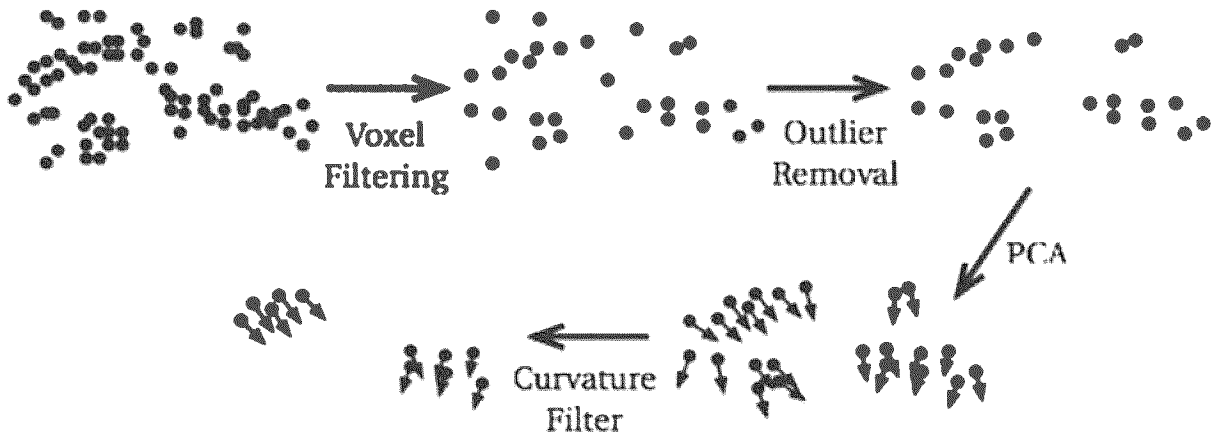 Voxel
Filtering
Outlier
Removal
PCA
Curvature
Filter